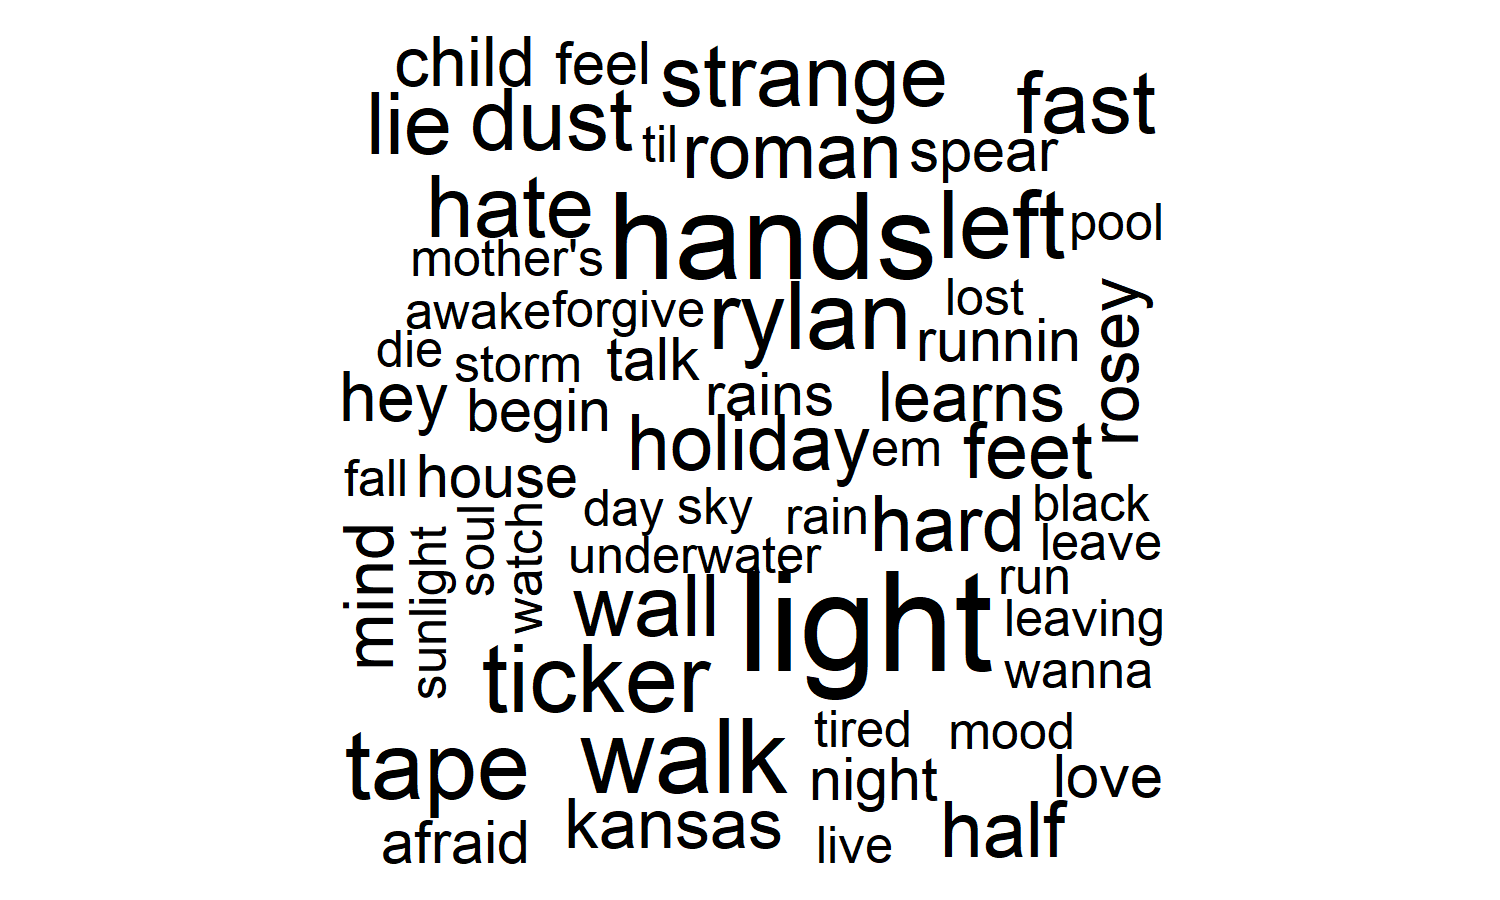 child feel strange fast
lie dust til roman spear
hate hands left pool
mother's
awake forgive rylan lost
die storm talk runnin rosey
hey begin rains learns
holiday em feet
fall house
day sky rain hard black
mind sunlight soul watch underwater leave
wall light run
leaving
ticker wanna
tape walk tired mood
night love
afraid kansas live half